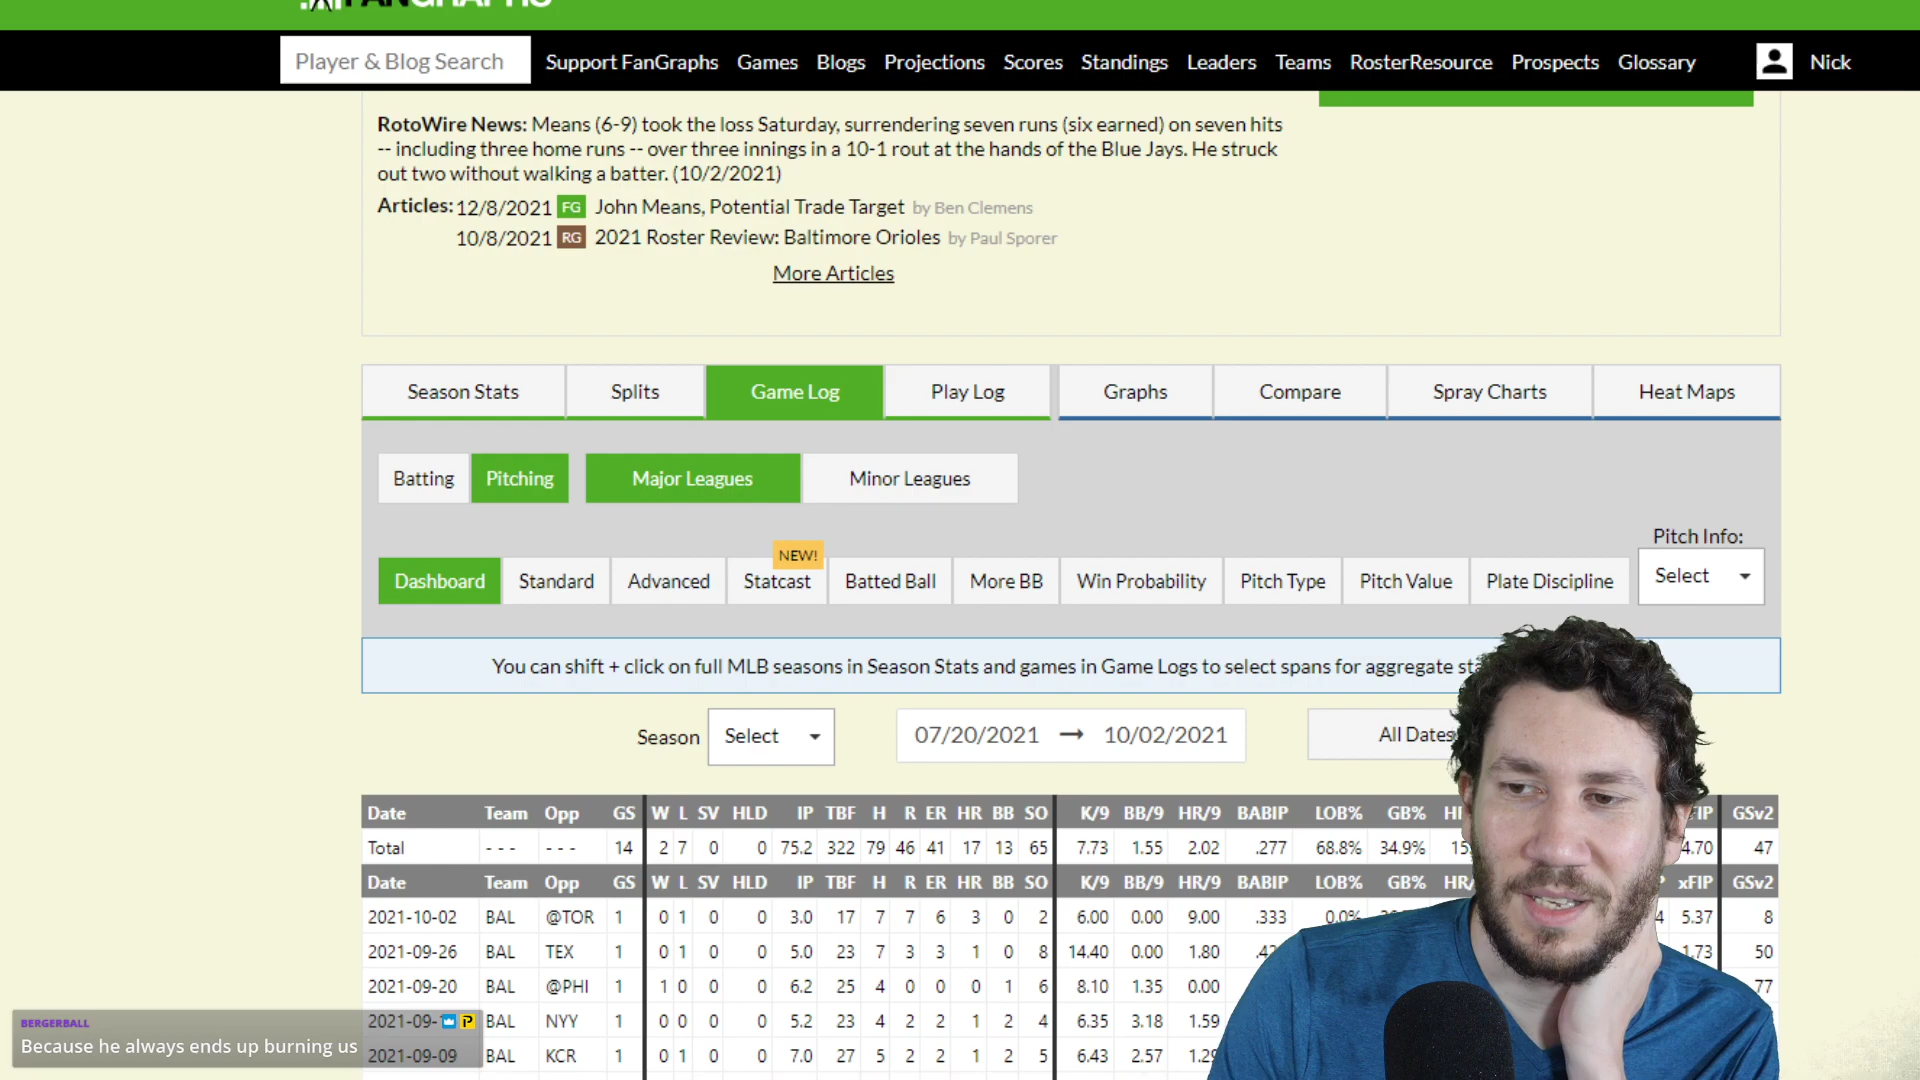 FANGRAPHS
Player & Blog Search Support FanGraphs Games Blogs Projections Scores Standings Leaders Teams RosterResource Prospects Glossary Nick
RotoWire News: Means (6-9) took the loss Saturday, surrendering seven runs (six earned) on seven hits
-- including three home runs -- over three innings in a 10-1 rout at the hands of the Blue Jays. He struck
out two without walking a batter. (10/2/2021)
Articles: 12/8/2021 FG John Means, Potential Trade Target by Ben Clemens
10/8/2021 RG 2021 Roster Review: Baltimore Orioles by Paul Sporer
More Articles
Season Stats Splits Game Log Play Log Graphs Compare Spray Charts Heat Maps
Batting Pitching Major Leagues Minor Leagues
Pitch Info:
NEW!
Dashboard Standard Advanced Statcast Batted Ball More BB Win Probability Pitch Type Pitch Value Plate Discipline Select
You can shift + click on full MLB seasons in Season Stats and games in Game Logs to select spans for aggregate
Season Select 07/20/2021 → 10/02/2021 All Dates
Date Team Opp GS W L SV HLD IP TBF H R ER HR BB SO K/9 BB/9 HR/9 BABIP LOB% GB% GSv2
Total - - - - - - 14 2 7 0 0 75.2 322 79 46 41 17 13 65 7.73 1.55 2.02 .277 68.8% 34.9% 4.70 47
Date Team Opp GS W L SV HLD IP TBF H R ER HR BB SO K/9 BB/9 HR/9 BABIP LOB% GB% xFIP GSv2
2021-10-02 BAL @TOR 1 0 1 0 0 3.0 17 7 7 6 3 0 2 6.00 0.00 9.00 .333 0.0% 5.37 8
2021-09-26 BAL TEX 1 0 1 0 0 5.0 23 7 3 3 1 0 8 14.40 0.00 1.80 1.73 50
2021-09-20 BAL @PHI 1 1 0 0 0 6.2 25 4 0 0 0 1 6 8.10 1.35 0.00 77
BERGERBALL
BAL NYY 1 0 0 0 0 5.2 23 4 2 2 1 2 4 6.35 3.18 1.59
Because he always ends up burning us
2021-09-09 BAL KCR 1 0 1 0 0 7.0 27 5 2 2 1 2 5 6.43 2.57 1.29